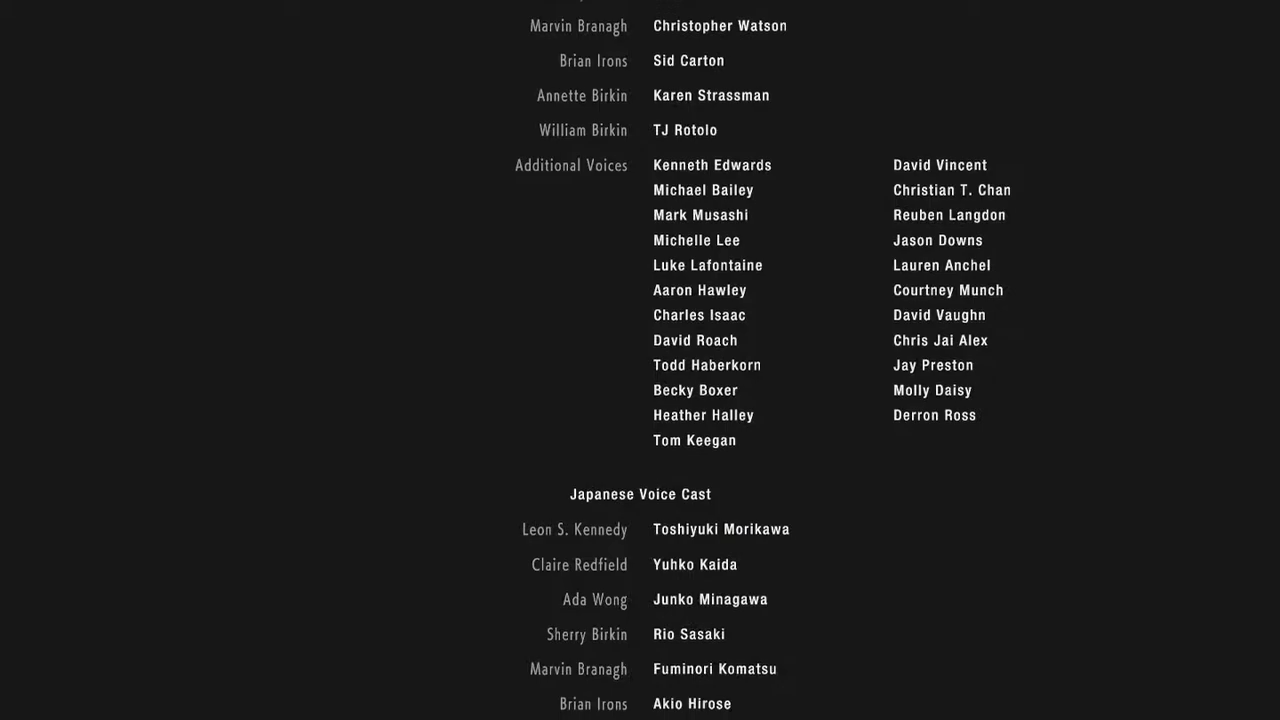 Marvin Branagh Christopher Watson
Brian Irons Sid Carton
Annette Birkin Karen Strassman
William Birkin TJ Rotolo
Additional Voices Kenneth Edwards David Vincent
Michael Bailey Christian T. Chan
Mark Musashi Reuben Langdon
Michelle Lee Jason Downs
Luke Lafontaine Lauren Anchel
Aaron Hawley Courtney Munch
Charles Isaac David Vaughn
David Roach Chris Jai Alex
Todd Haberkorn Jay Preston
Becky Boxer Molly Daisy
Heather Halley Derron Ross
Tom Keegan
Japanese Voice Cast
Leon S. Kennedy Toshiyuki Morikawa
Claire Redfield Yuhko Kaida
Ada Wong Junko Minagawa
Sherry Birkin Rio Sasaki
Marvin Branagh Fuminori Komatsu
Brian Irons Akio Hirose